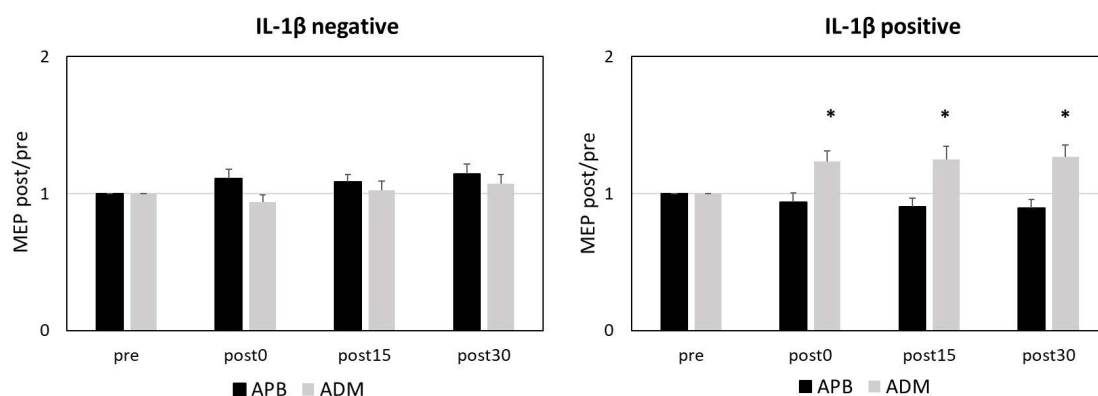 IL-1β negative
2
1
0
MEP post/pre
pre post0 post15 post30
APB ADM
IL-1β positive
2
1
0
MEP post/pre
* * *
pre post0 post15 post30
APB ADM